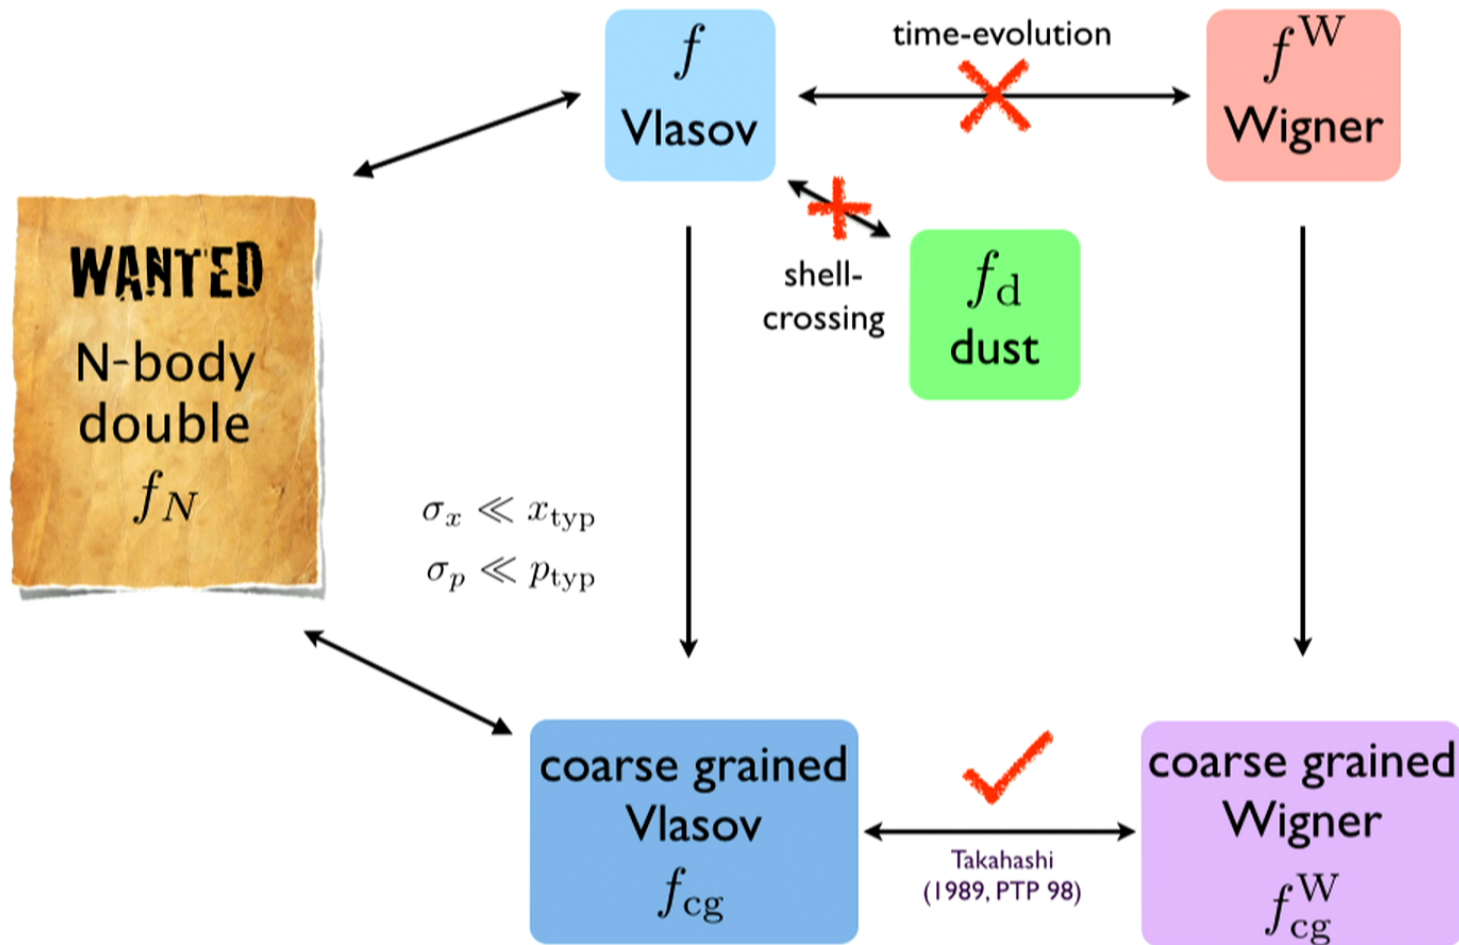 f
Vlasov
time-evolution
f^W
Wigner
shell-
crossing
f_d
dust
WANTED
N-body
double
f_N
σ_x ≪ x_typ
σ_p ≪ p_typ
coarse grained
Vlasov
f_cg
Takahashi
(1989, PTP 98)
coarse grained
Wigner
f^W_cg